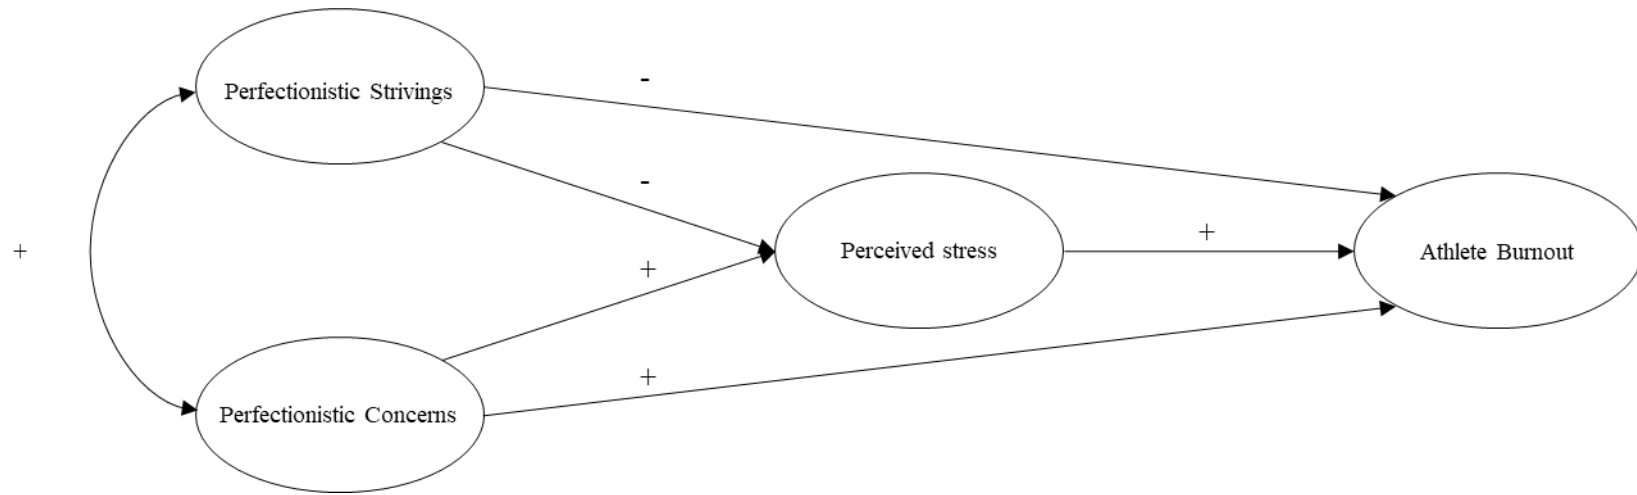 Perfectionistic Strivings
-
-
+
Perceived stress
+
Athlete Burnout
+
+
Perfectionistic Concerns